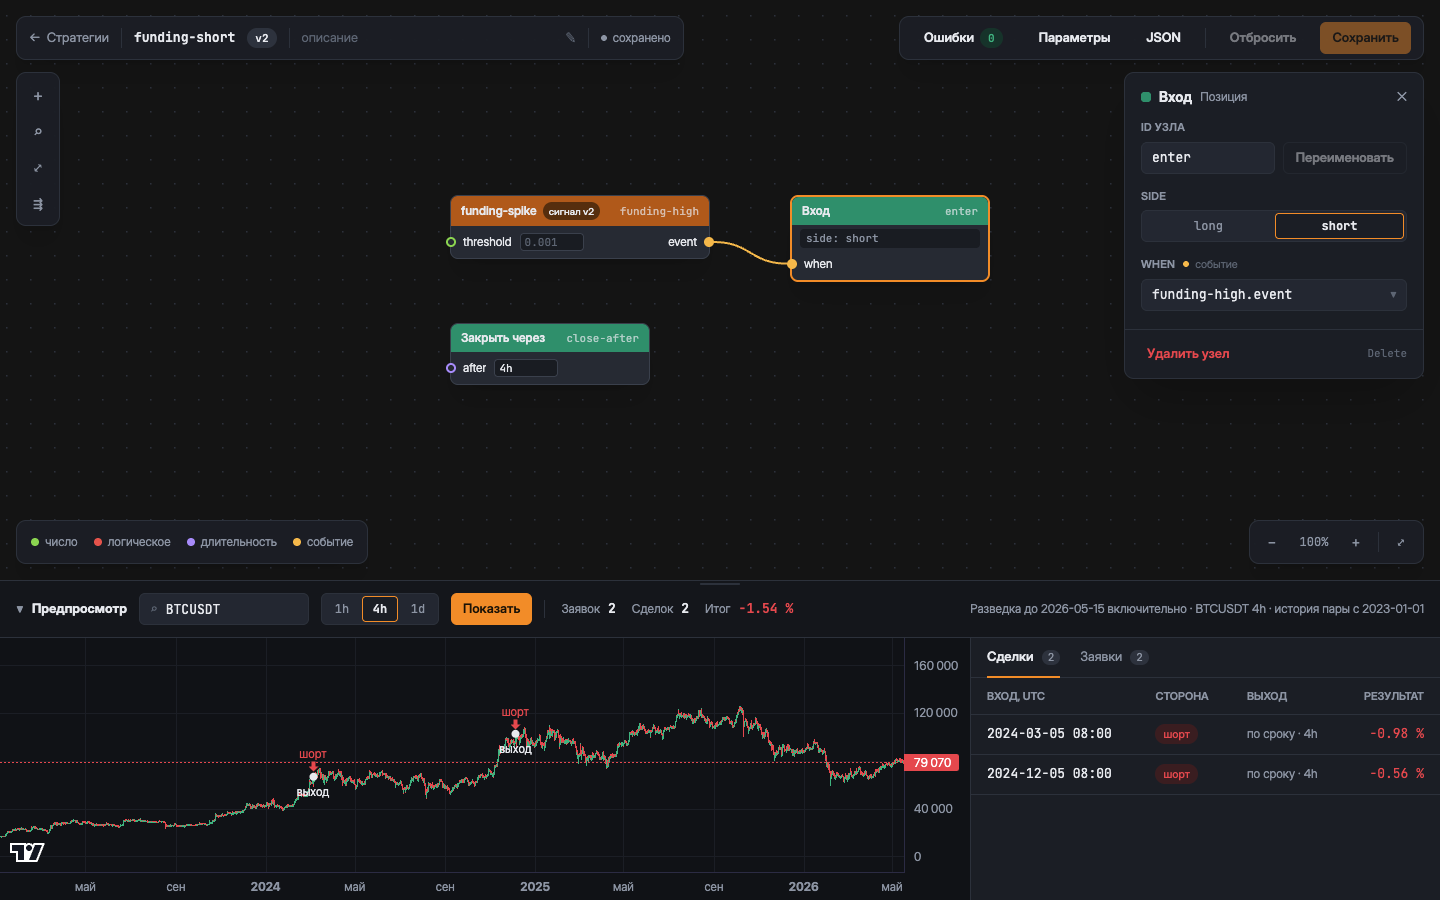 ← Стратегии funding-short v2 описание сохранено
Ошибки 0 Параметры JSON Отбросить Сохранить
Вход Позиция
ID УЗЛА
enter Переименовать
SIDE
long short
WHEN событие
funding-high.event
Удалить узел Delete
funding-spike сигнал v2 funding-high
threshold 0.001 event
Вход enter
side: short
when
Закрыть через close-after
after 4h
число логическое длительность событие
− 100% +
Предпросмотр BTCUSDT 1h 4h 1d Показать Заявок 2 Сделок 2 Итог -1.54 %
Разведка до 2026-05-15 включительно · BTCUSDT 4h · история пары с 2023-01-01
160 000
120 000
79 070
40 000
0
шорт
выход
шорт
выход
май сен 2024 май сен 2025 май сен 2026 май
Сделки 2 Заявки 2
ВХОД, UTC СТОРОНА ВЫХОД РЕЗУЛЬТАТ
2024-03-05 08:00 шорт по сроку · 4h -0.98 %
2024-12-05 08:00 шорт по сроку · 4h -0.56 %